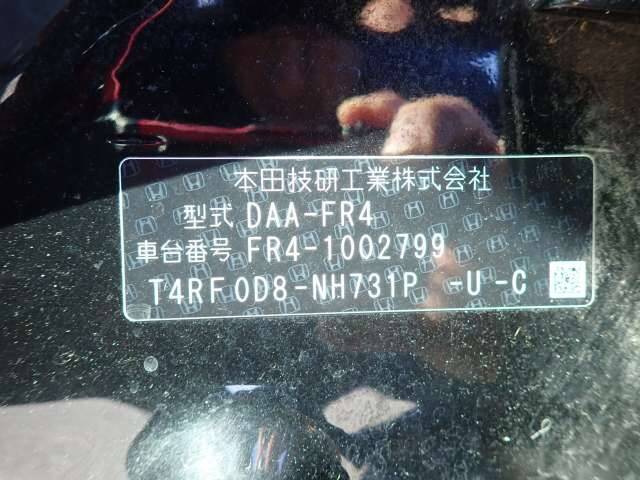 本田技研工業株式会社
型式 DAA-FR4
車台番号 FR4-1002799
T4RF0D8-NH731P -U-C